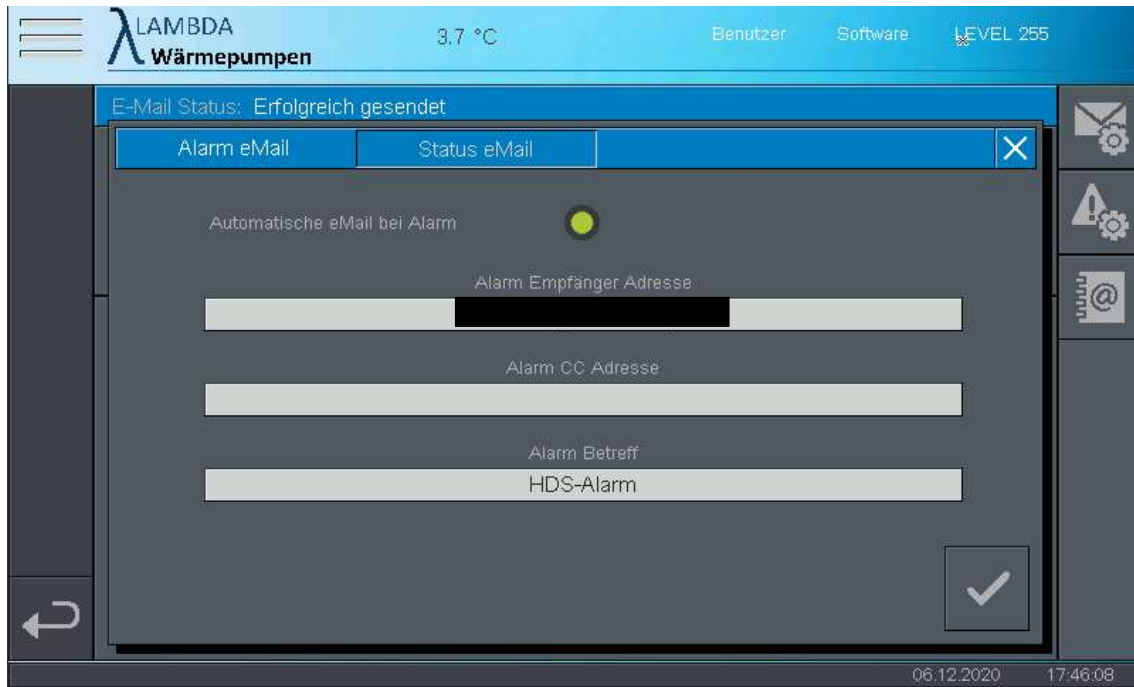 λLAMBDA
Wärmepumpen
3.7 °C
Benutzer
Software
LEVEL 255
E-Mail Status: Erfolgreich gesendet
Alarm eMail
Status eMail
Automatische eMail bei Alarm
Alarm Empfänger Adresse
Alarm CC Adresse
Alarm Betreff
HDS-Alarm
@
06.12.2020
17:46:08